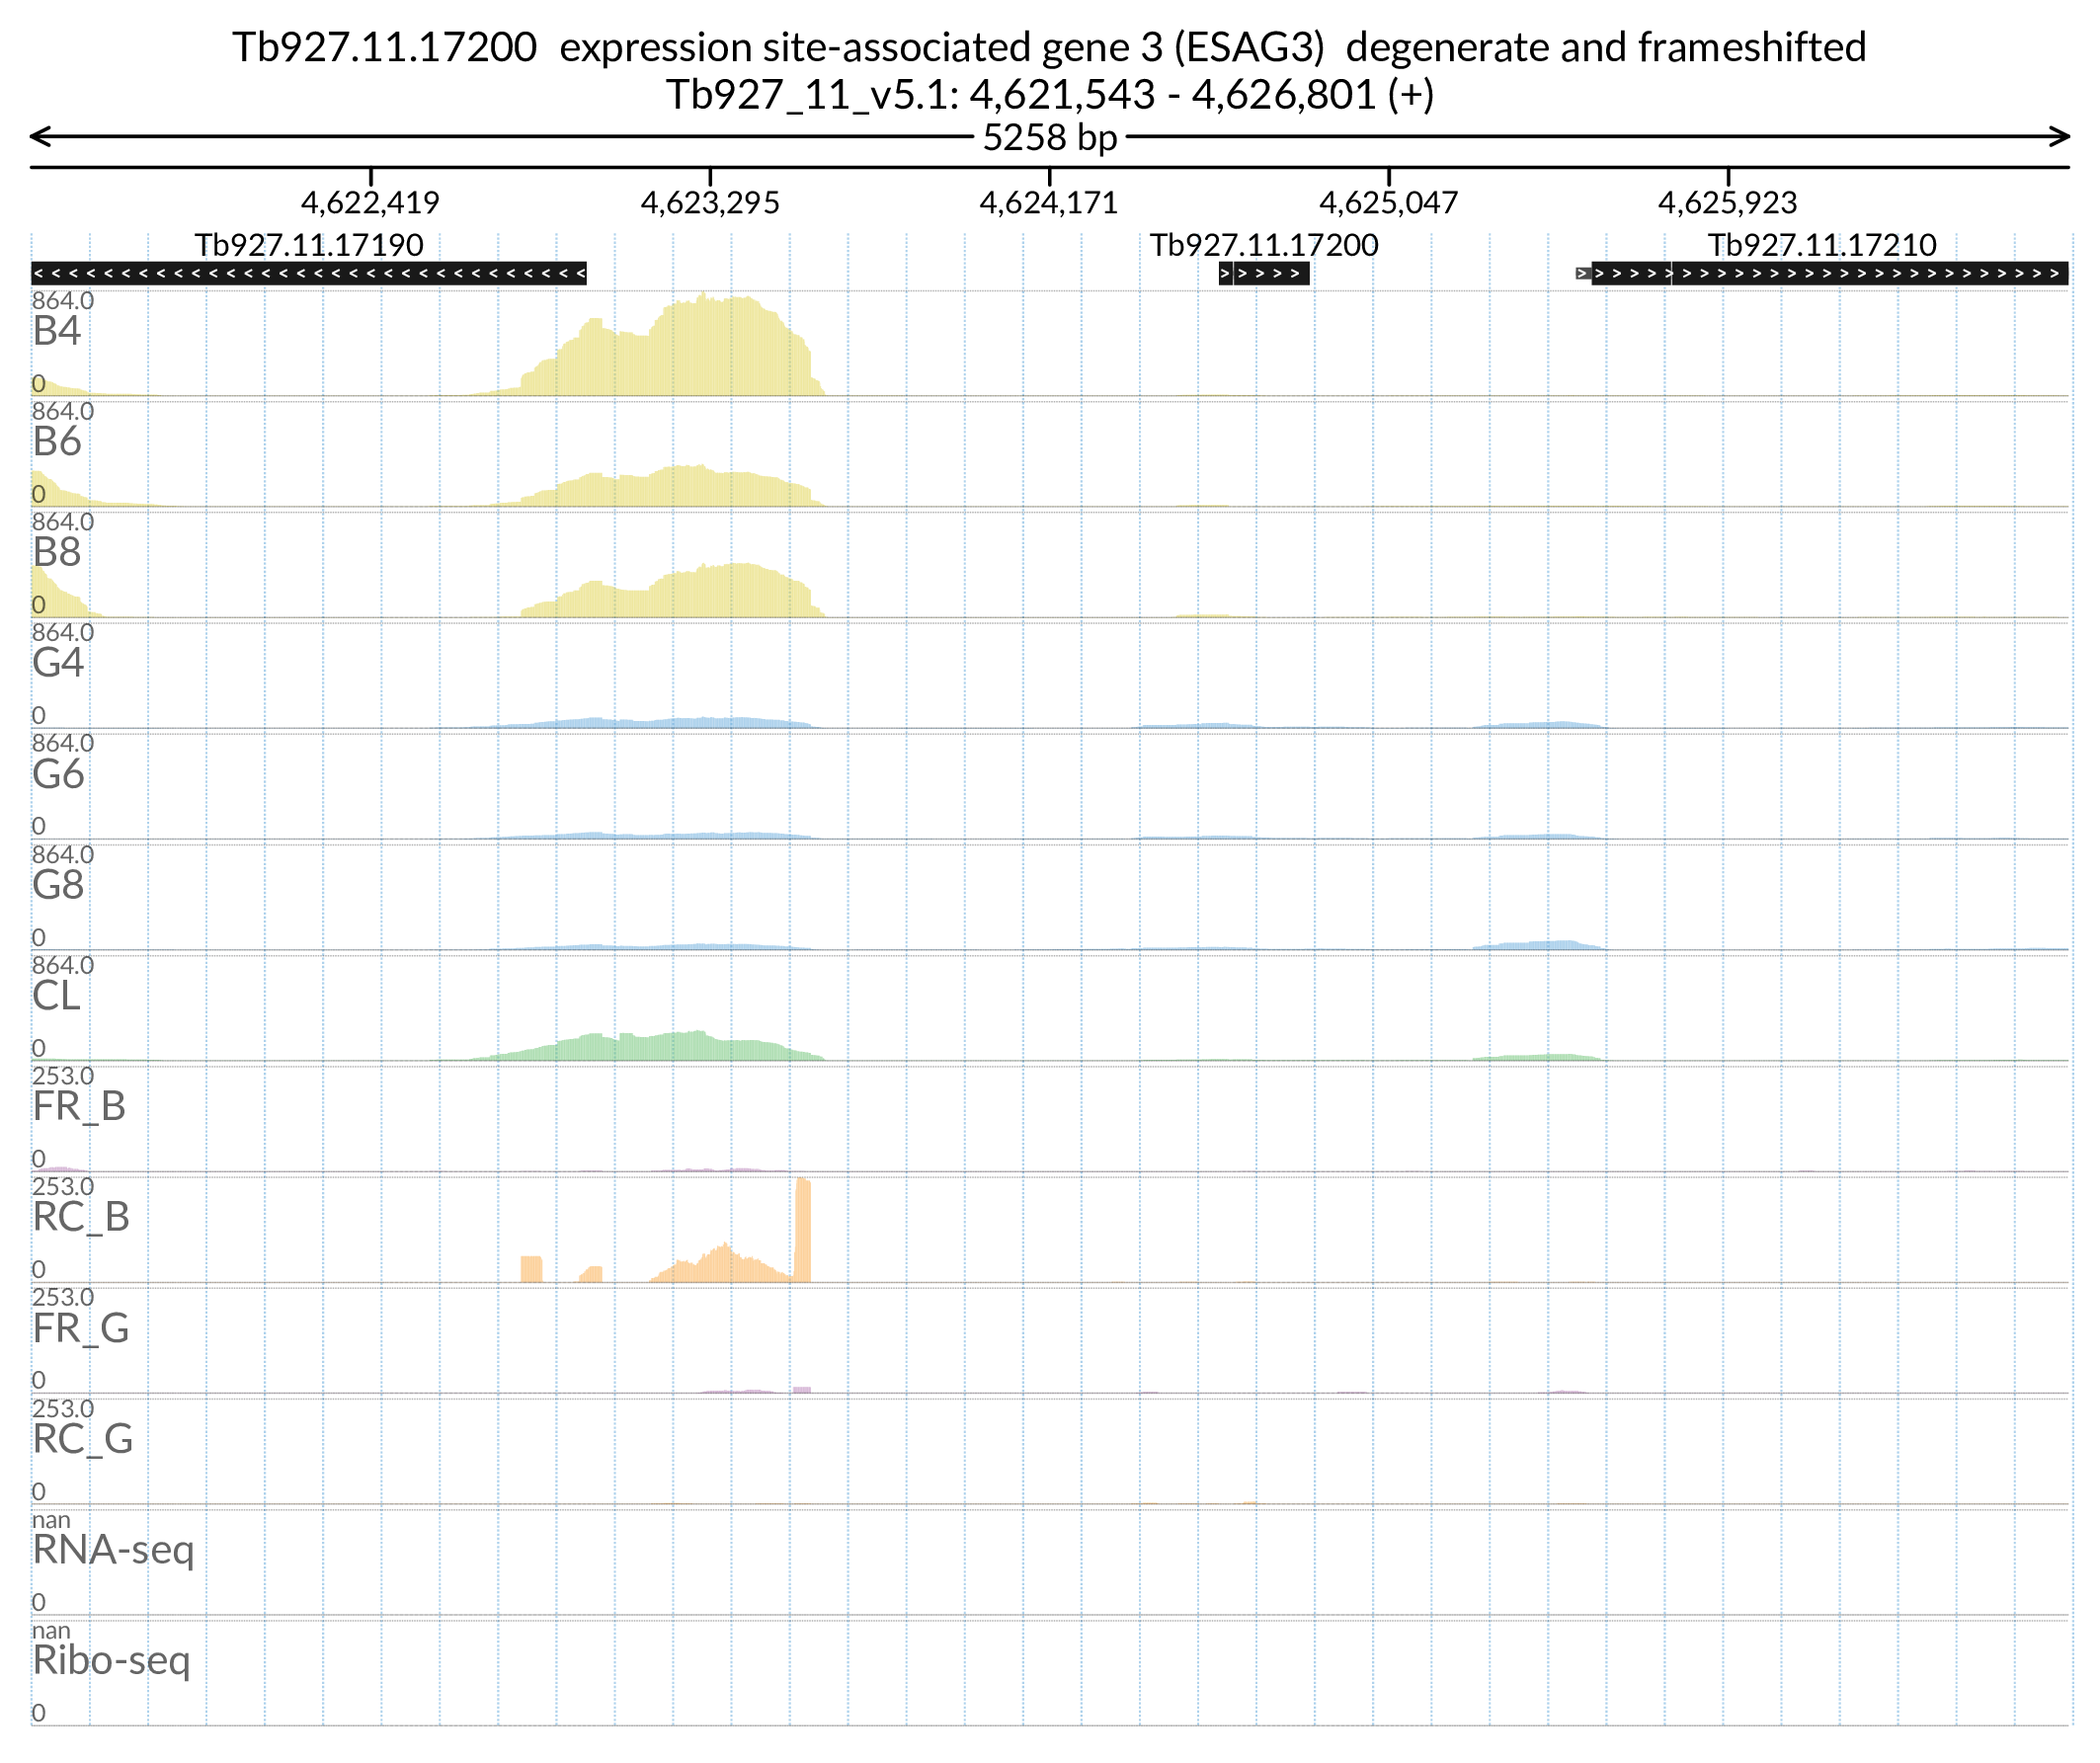 Tb927.11.17200  expression site-associated gene 3 (ESAG3)  degenerate and frameshifted
Tb927_11_v5.1: 4,621,543 - 4,626,801 (+)
5258 bp
4,622,419 4,623,295 4,624,171 4,625,047 4,625,923
Tb927.11.17190 Tb927.11.17200 Tb927.11.17210
864.0
B4
0
864.0
B6
0
864.0
B8
0
864.0
G4
0
864.0
G6
0
864.0
G8
0
864.0
CL
0
253.0
FR_B
0
253.0
RC_B
0
253.0
FR_G
0
253.0
RC_G
0
nan
RNA-seq
0
nan
Ribo-seq
0